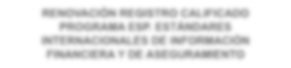 RENOVACIÓN REGISTRO CALIFICADO
PROGRAMA ESP. ESTÁNDARES
INTERNACIONALES DE INFORMACIÓN
FINANCIERA Y DE ASEGURAMIENTO